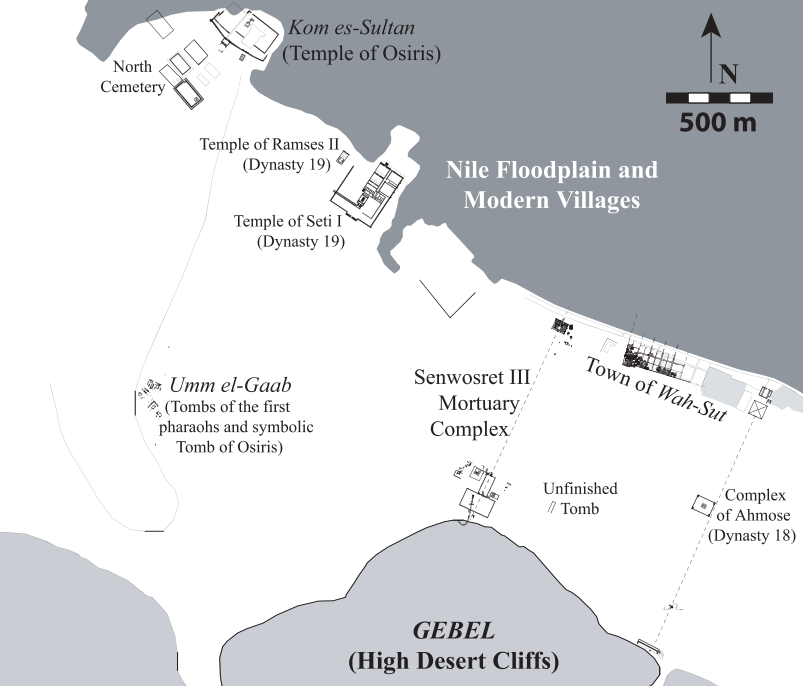 Kom es-Sultan
(Temple of Osiris)
North
Cemetery
N
500 m
Temple of Ramses II
(Dynasty 19)
Nile Floodplain and
Modern Villages
Temple of Seti I
(Dynasty 19)
Umm el-Gaab
(Tombs of the first
pharaohs and symbolic
Tomb of Osiris)
Senwosret III
Mortuary
Complex
Town of Wah-Sut
Unfinished
Tomb
Complex
of Ahmose
(Dynasty 18)
GEBEL
(High Desert Cliffs)